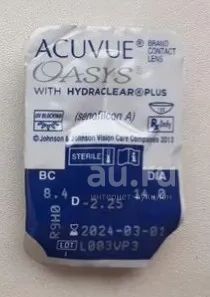 ACUVUE® BRAND CONTACT LENS
OASYS®
WITH HYDRACLEAR®PLUS
UV BLOCKING
(senofilcon A)
© Johnson & Johnson Vision Care Companies 2013
STERILE
BC DIA
8.4 D -2.25 14.0
R9H0
2024-03-01
LOT L003VP3
au.ru